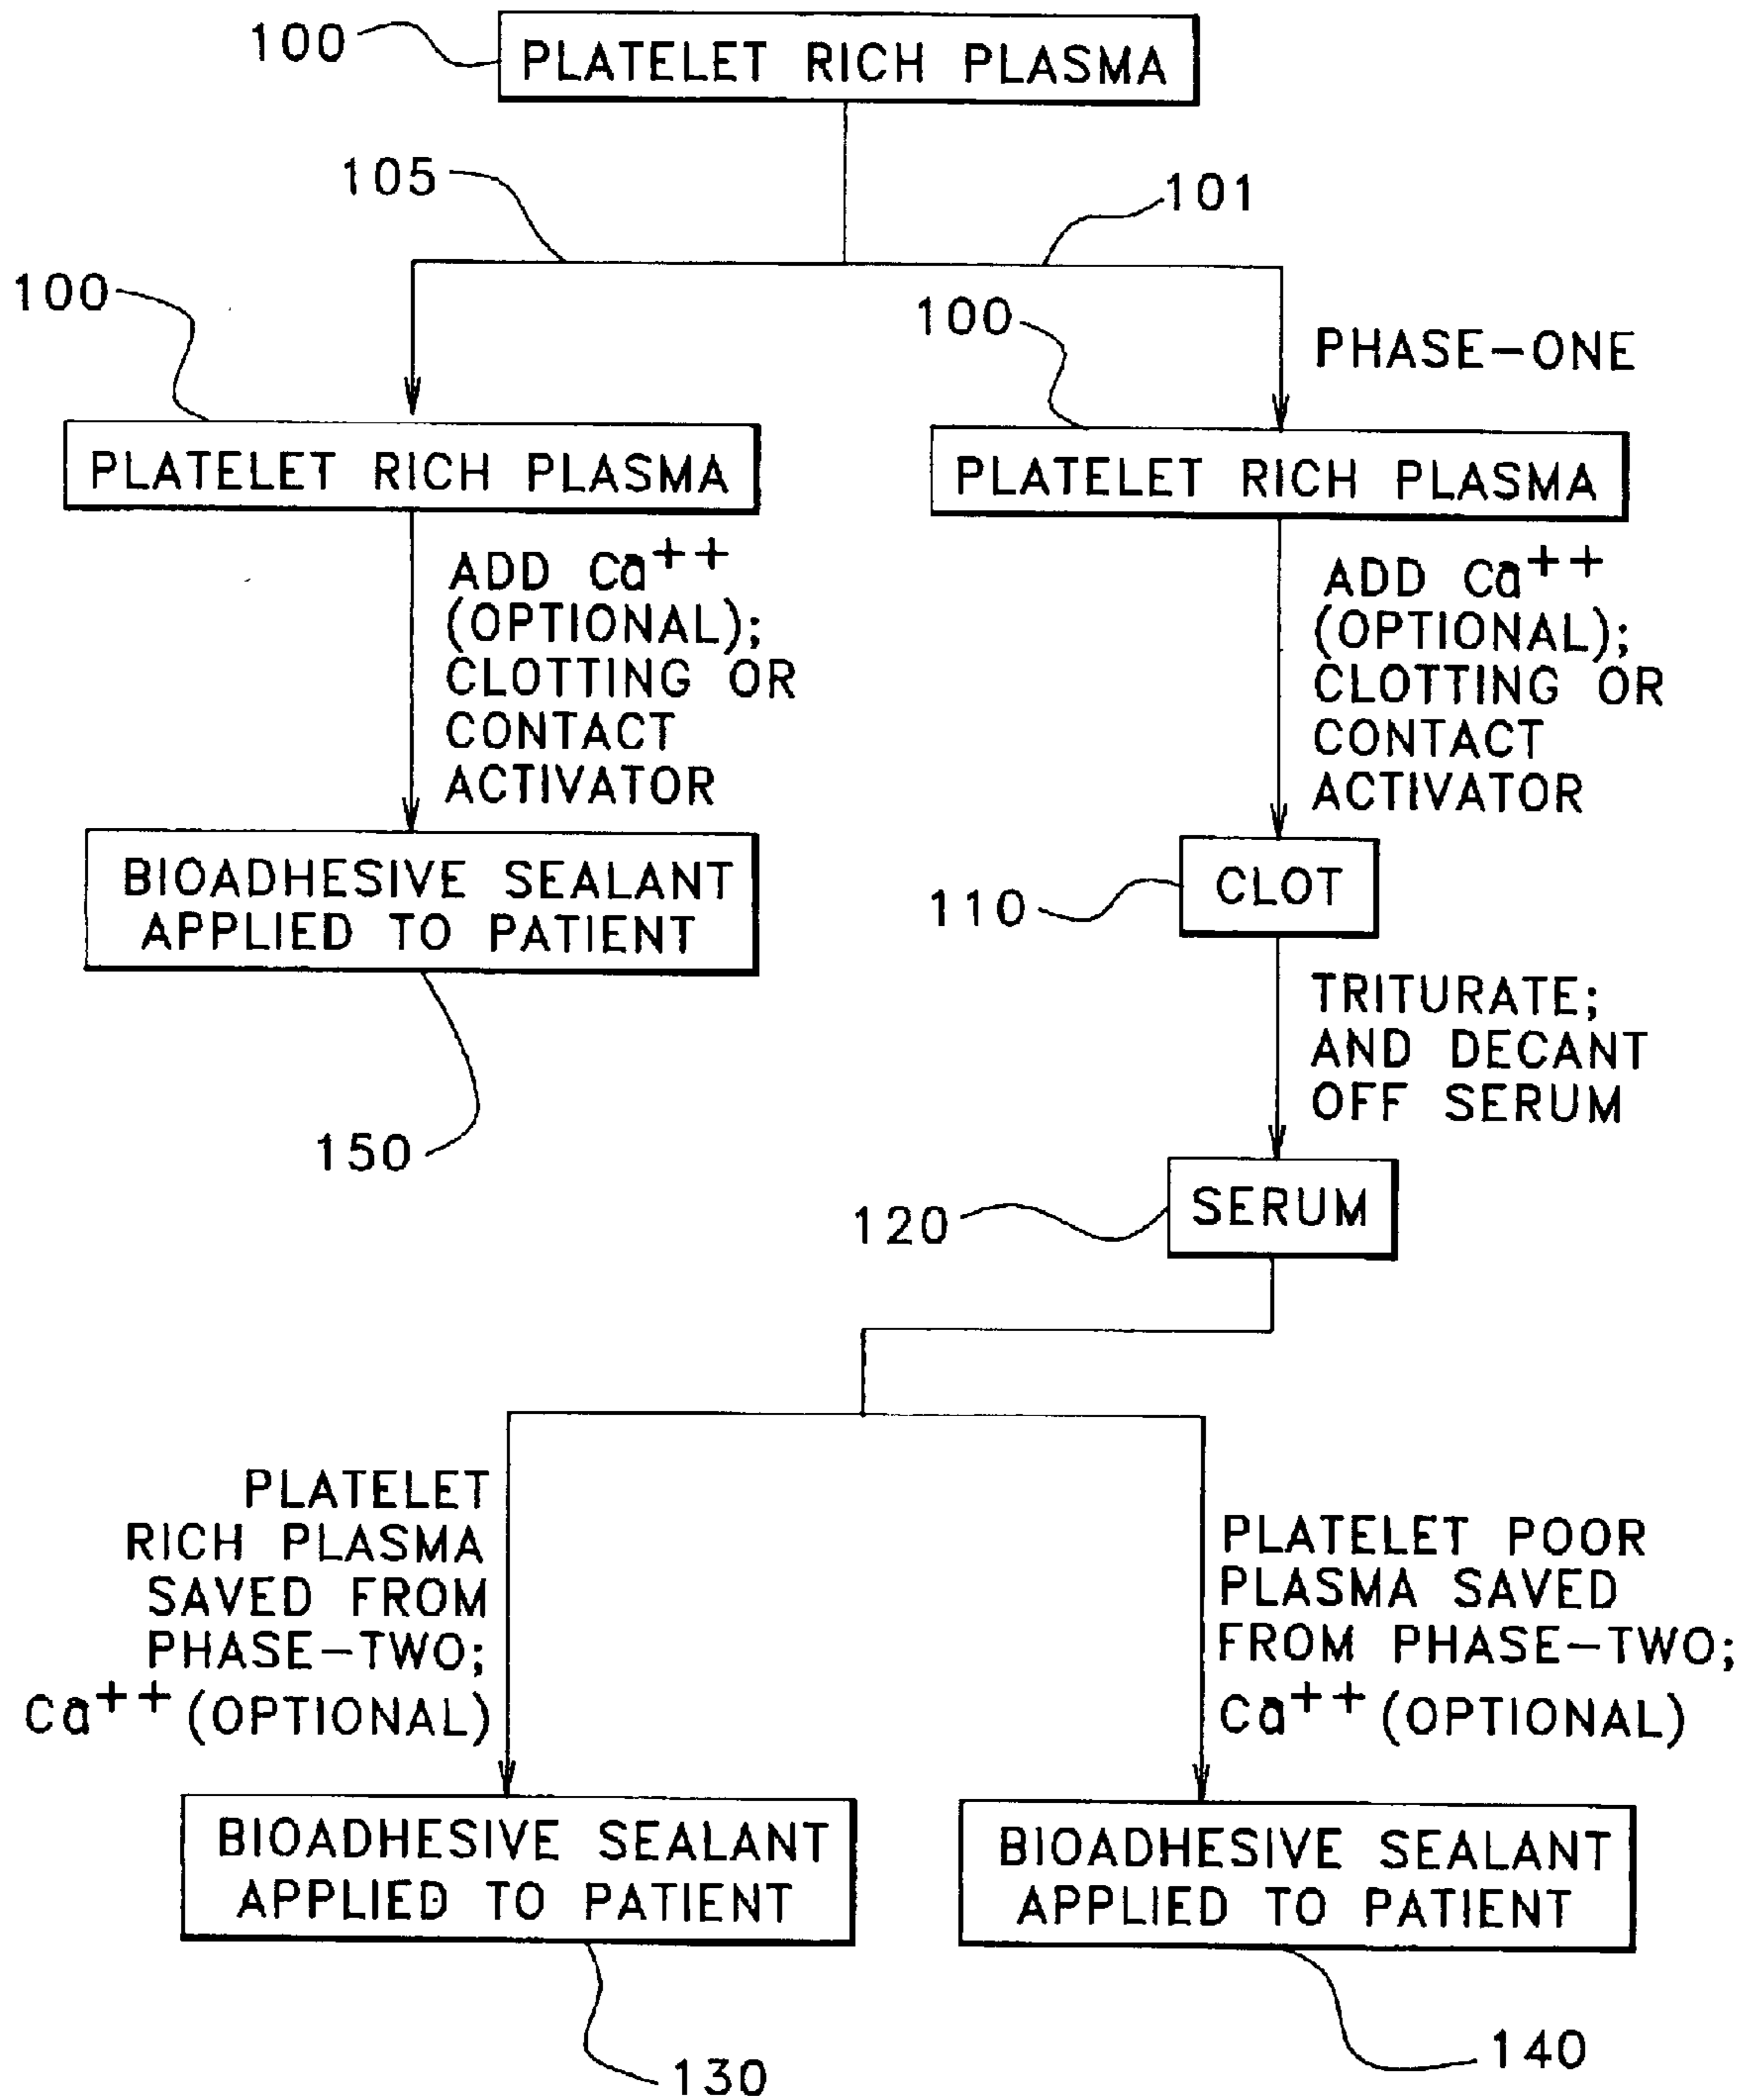 100
PLATELET RICH PLASMA
105
101
100
100
PHASE-ONE
PLATELET RICH PLASMA
PLATELET RICH PLASMA
ADD Ca++
(OPTIONAL);
CLOTTING OR
CONTACT
ACTIVATOR
ADD Ca++
(OPTIONAL);
CLOTTING OR
CONTACT
ACTIVATOR
BIOADHESIVE SEALANT
APPLIED TO PATIENT
150
110
CLOT
TRITURATE;
AND DECANT
OFF SERUM
120
SERUM
PLATELET
RICH PLASMA
SAVED FROM
PHASE-TWO;
Ca++ (OPTIONAL)
PLATELET POOR
PLASMA SAVED
FROM PHASE-TWO;
Ca++ (OPTIONAL)
BIOADHESIVE SEALANT
APPLIED TO PATIENT
130
BIOADHESIVE SEALANT
APPLIED TO PATIENT
140